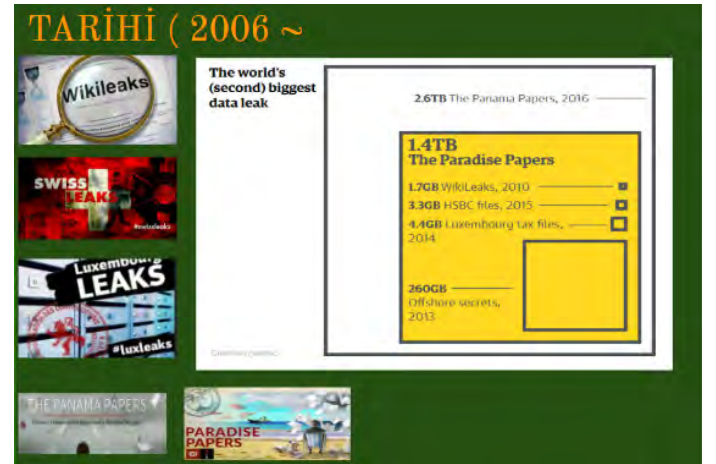 TARİHİ ( 2006 ~
Wikileaks
SWISS
LEAKS
#swissleaks
Luxembourg
LEAKS
#luxleaks
THE PANAMA PAPERS
PARADISE
PAPERS
The world's
(second) biggest
data leak
2.6TB The Panama Papers, 2016
1.4TB
The Paradise Papers
1.7GB WikiLeaks, 2010
3.3GB HSBC files, 2015
4.4GB Luxembourg tax files,
2014
260GB
Offshore secrets,
2013
Guardian graphic